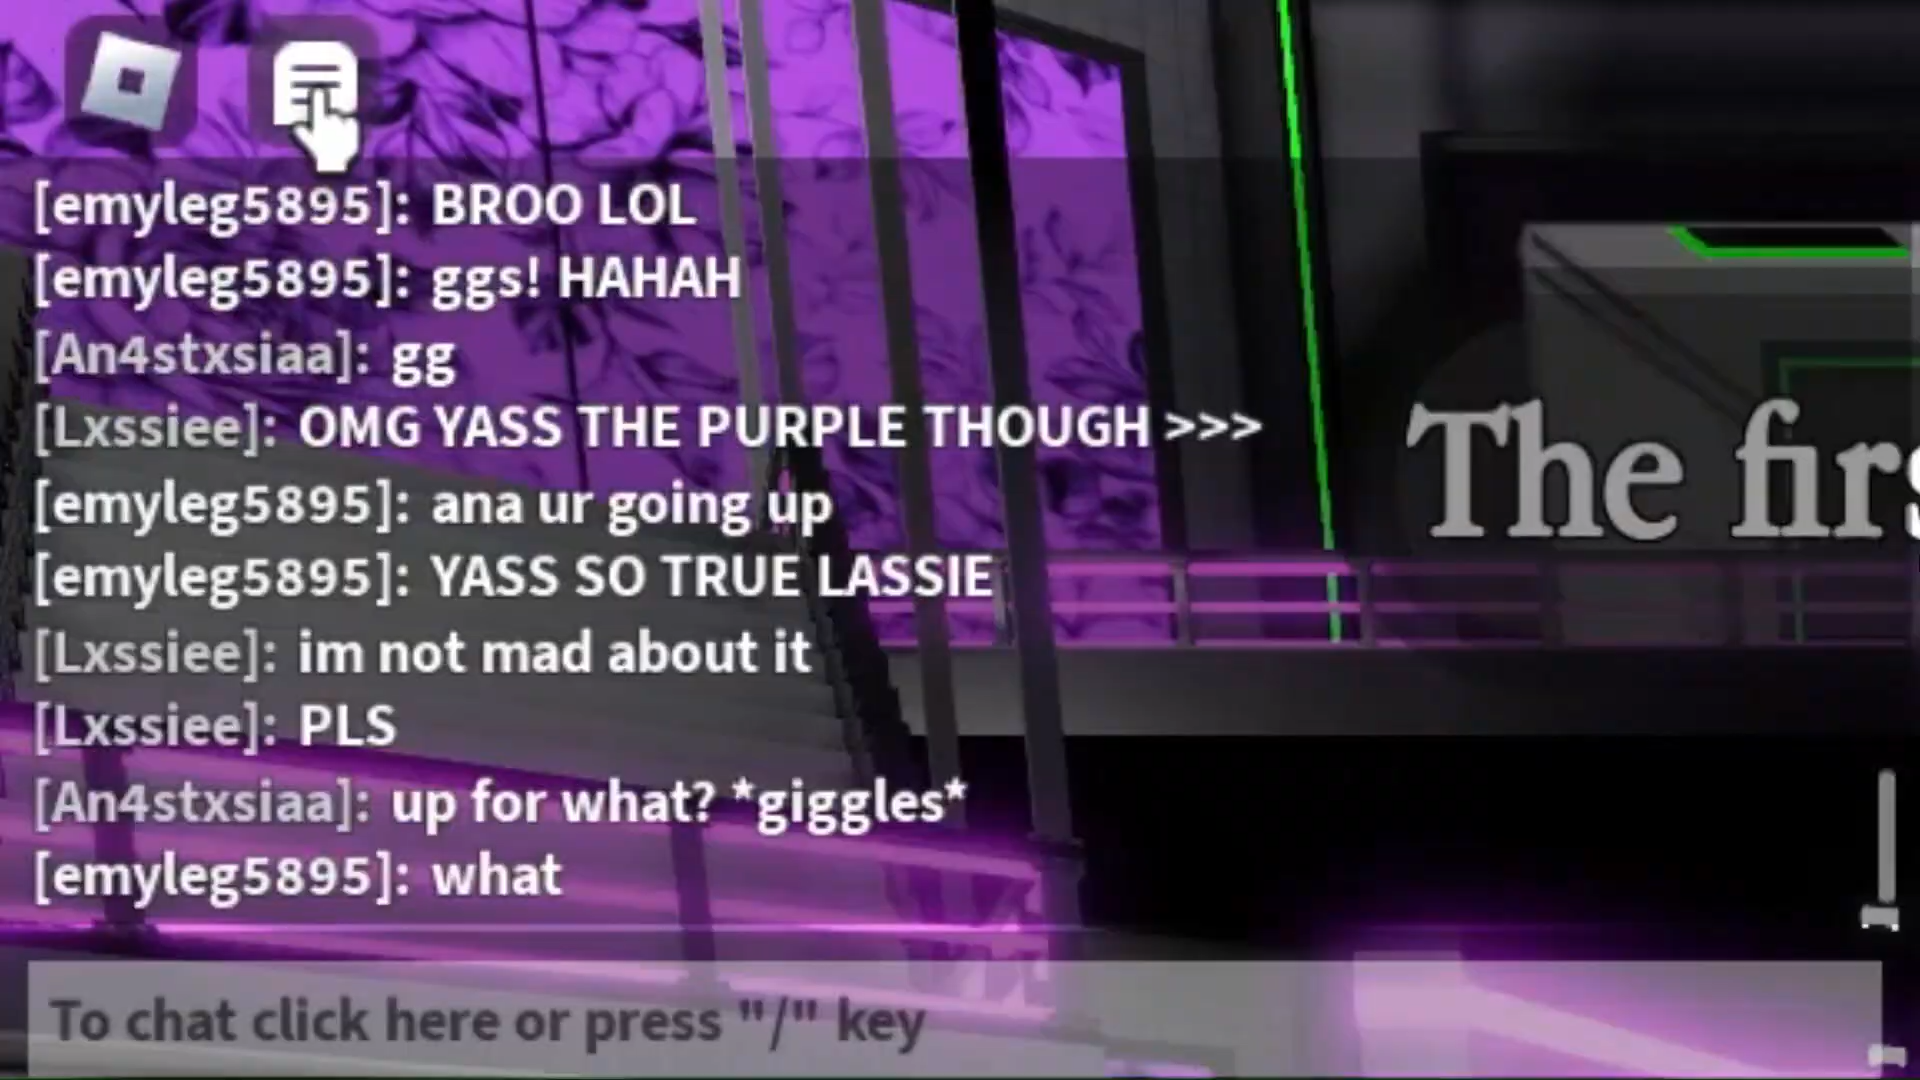 [emyleg5895]: BROO LOL
[emyleg5895]: ggs! HAHAH
[An4stxsiaa]: gg
[Lxssiee]: OMG YASS THE PURPLE THOUGH >>>
[emyleg5895]: ana ur going up
[emyleg5895]: YASS SO TRUE LASSIE
[Lxssiee]: im not mad about it
[Lxssiee]: PLS
[An4stxsiaa]: up for what? *giggles*
[emyleg5895]: what
The
To chat click here or press "/" key